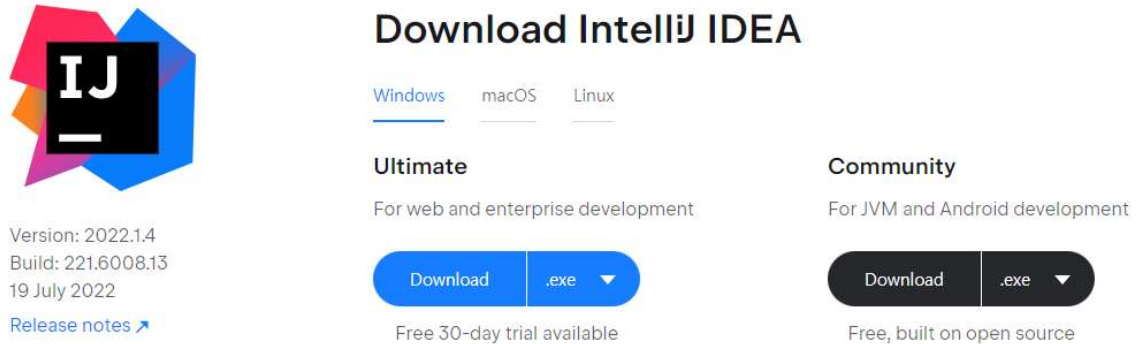 IJ
Version: 2022.1.4
Build: 221.6008.13
19 July 2022
Release notes ↗
Download IntelliJ IDEA
Windows macOS Linux
Ultimate
For web and enterprise development
Download .exe
Free 30-day trial available
Community
For JVM and Android development
Download .exe
Free, built on open source